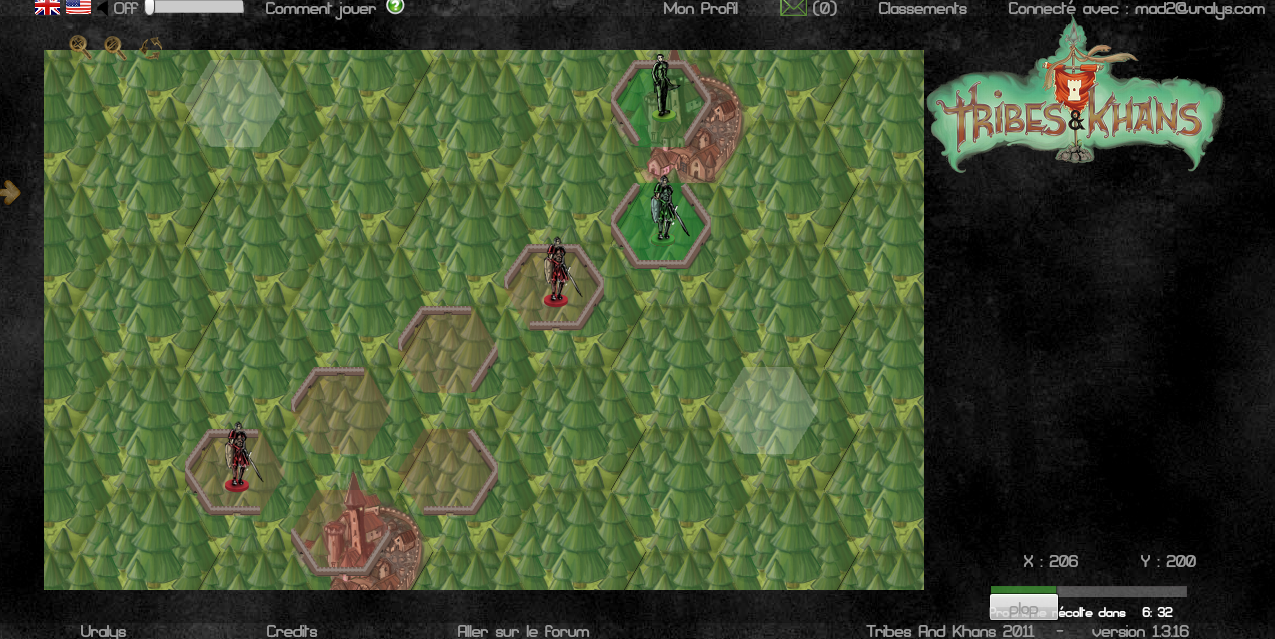 Off Comment jouer ? Mon Profil (0) Classements Connecté avec : mad2@uralys.com
TRIBES & KHANS
X : 206 Y : 200
plop
récolte dans 6: 32
Uralys Credits Aller sur le forum Tribes And Khans 2011 - version 1.3.16